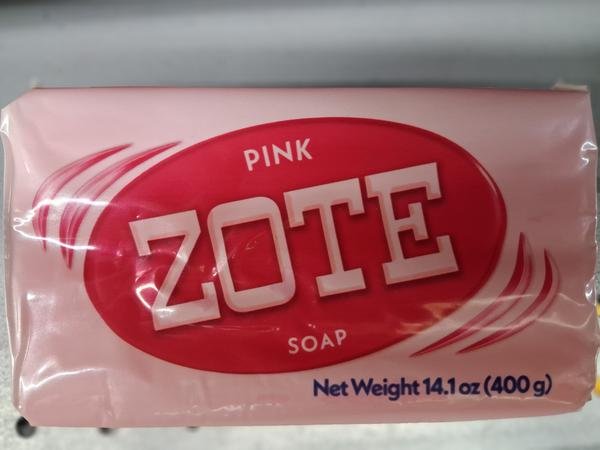 PINK
ZOTE
SOAP
Net Weight 14.1 oz (400 g)